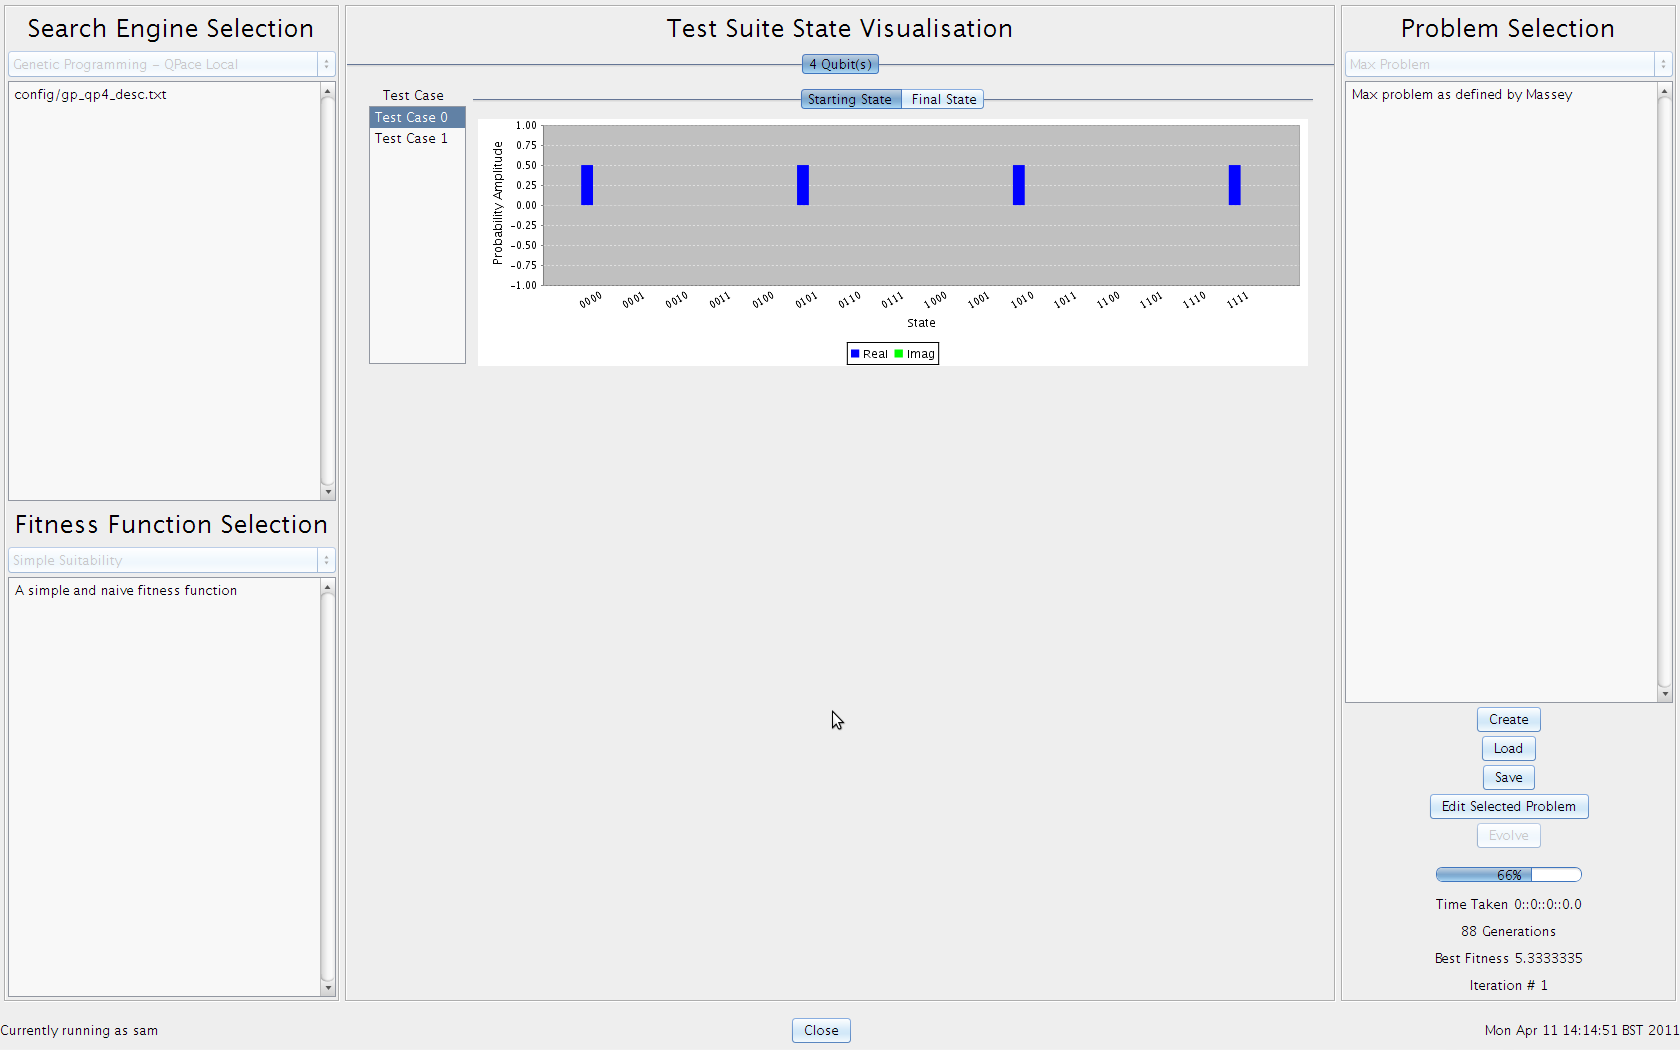 Search Engine Selection
Genetic Programming – QPace Local
config/gp_qp4_desc.txt
Fitness Function Selection
Simple Suitability
A simple and naive fitness function
Test Suite State Visualisation
4 Qubit(s)
Test Case
Test Case 0
Test Case 1
Starting State
Final State
Probability Amplitude
1.00
0.75
0.50
0.25
0.00
-0.25
-0.50
-0.75
-1.00
0000 0001 0010 0011 0100 0101 0110 0111 1000 1001 1010 1011 1100 1101 1110 1111
State
Real Imag
Problem Selection
Max Problem
Max problem as defined by Massey
Create
Load
Save
Edit Selected Problem
Evolve
66%
Time Taken 0::0::0::0.0
88 Generations
Best Fitness 5.3333335
Iteration # 1
Currently running as sam
Close
Mon Apr 11 14:14:51 BST 2011